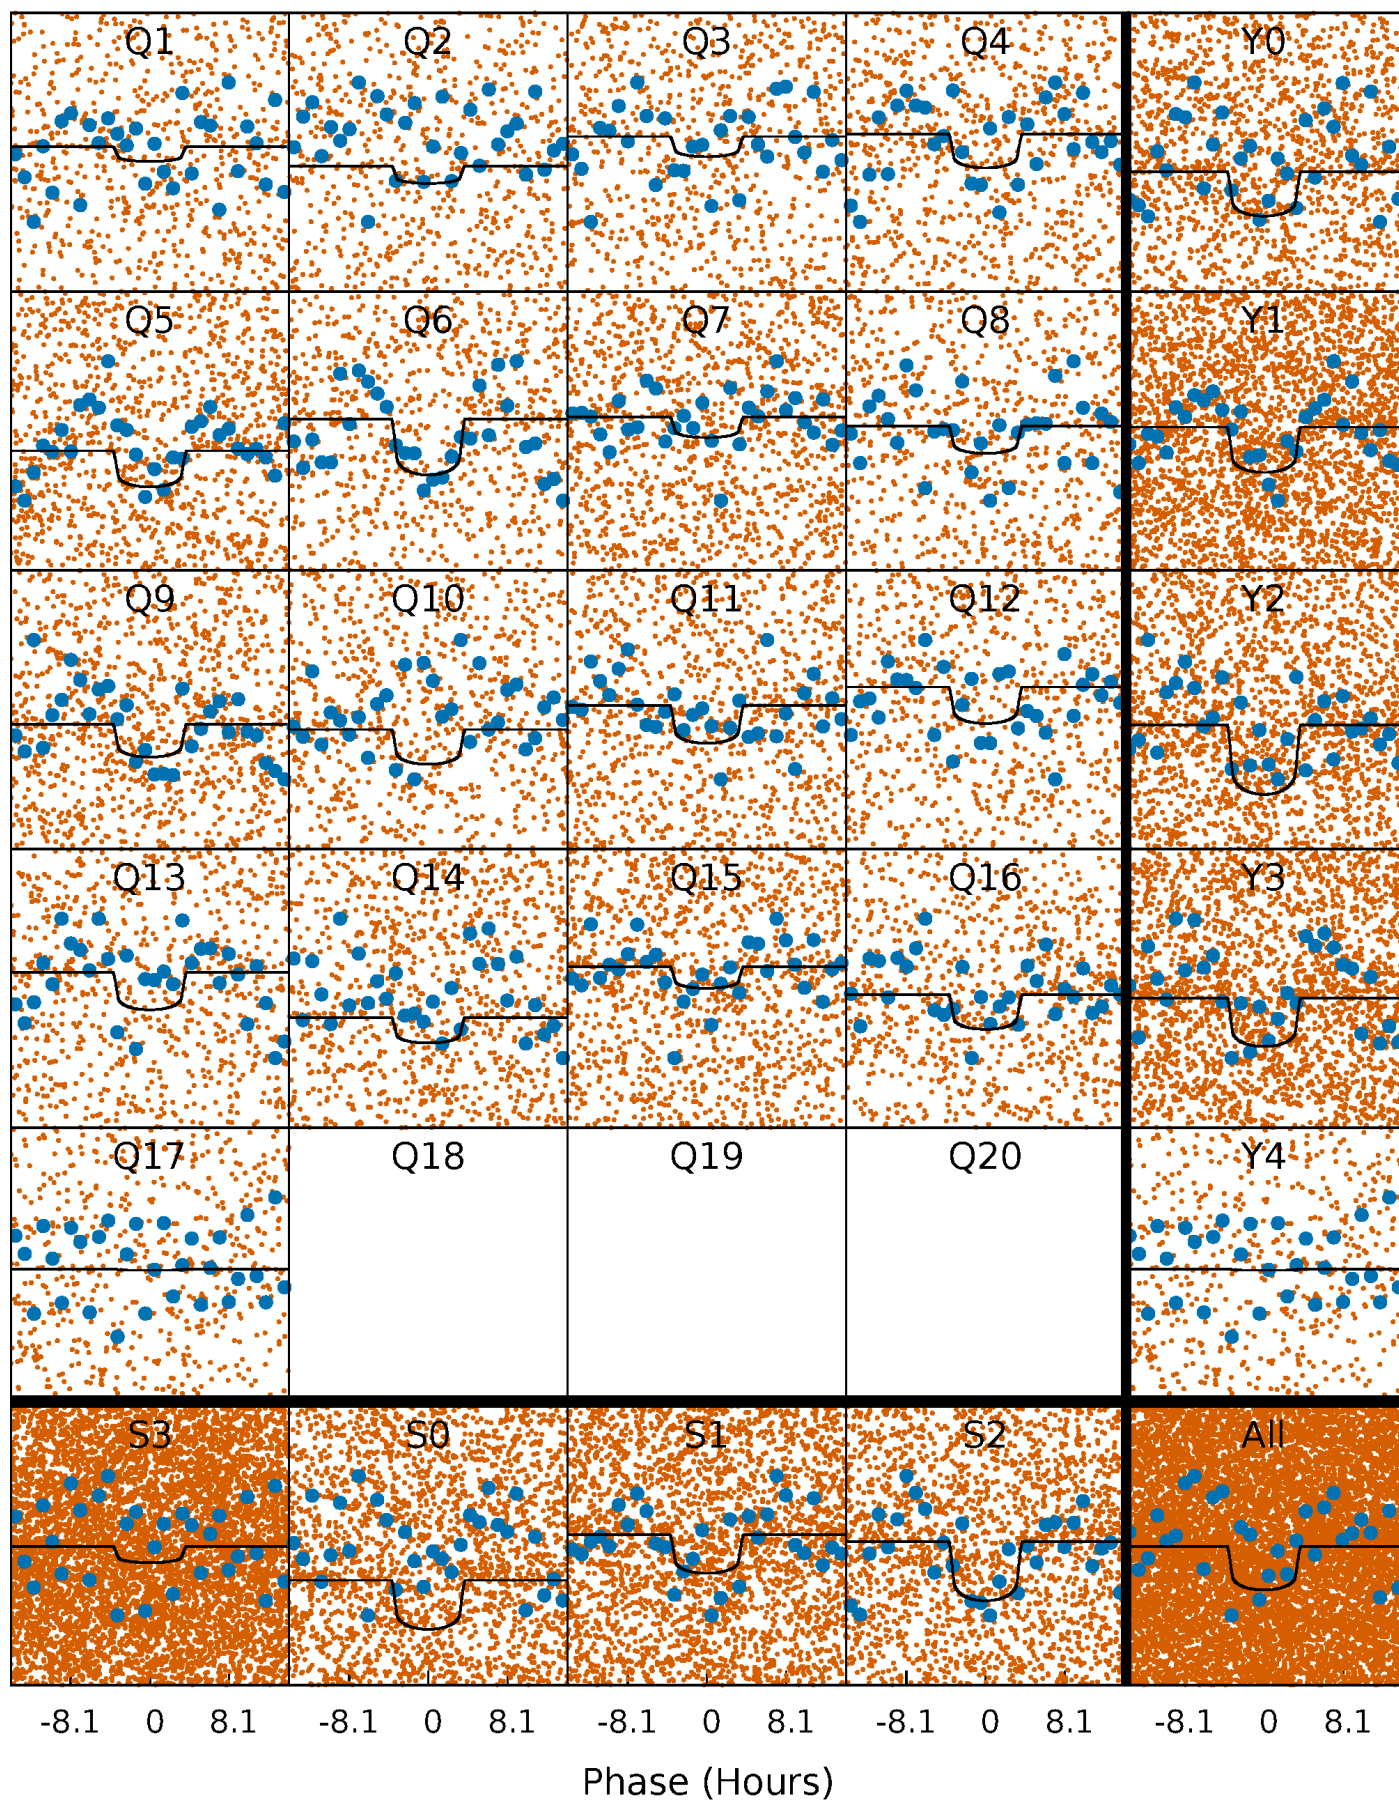 Q1 Q2 Q3 Q4 Y0
Q5 Q6 Q7 Q8 Y1
Q9 Q10 Q11 Q12 Y2
Q13 Q14 Q15 Q16 Y3
Q17 Q18 Q19 Q20 Y4
S3 S0 S1 S2 All
-8.1 0 8.1 -8.1 0 8.1 -8.1 0 8.1 -8.1 0 8.1 -8.1 0 8.1
Phase (Hours)